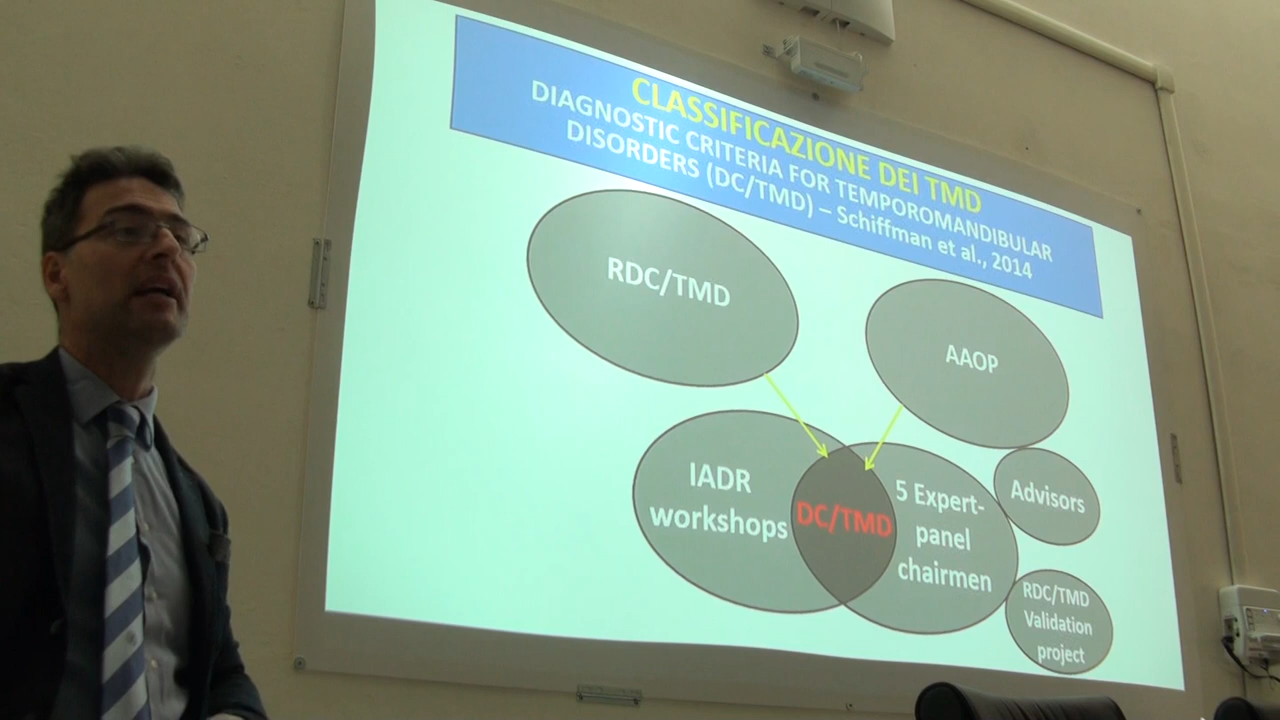 CLASSIFICAZIONE DEI TMD
DIAGNOSTIC CRITERIA FOR TEMPOROMANDIBULAR
DISORDERS (DC/TMD) – Schiffman et al., 2014
RDC/TMD
AAOP
IADR
workshops
DC/TMD
5 Expert-
panel
chairmen
Advisors
RDC/TMD
Validation
project